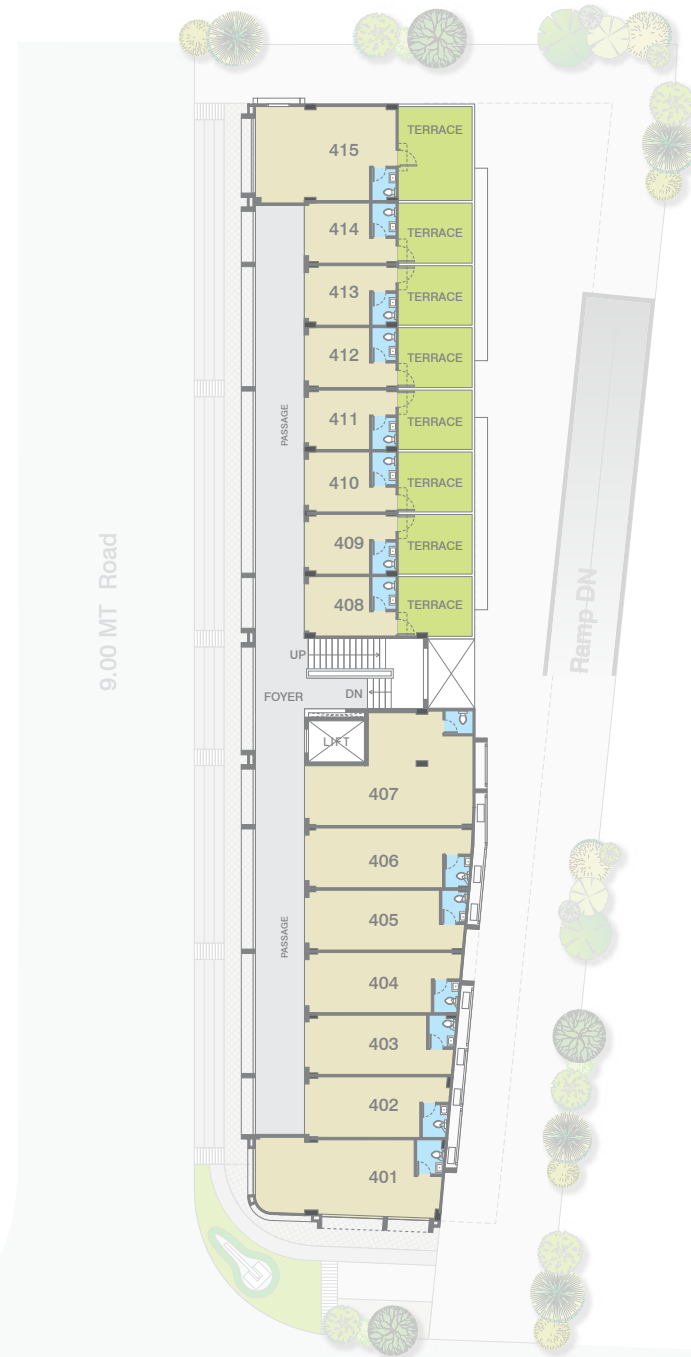 TERRACE
415
414
TERRACE
413
TERRACE
412
TERRACE
PASSAGE
411
TERRACE
410
TERRACE
409
TERRACE
408
TERRACE
9.00 MT Road
Ramp DN
UP
FOYER
DN
LIFT
407
406
405
PASSAGE
404
403
402
401